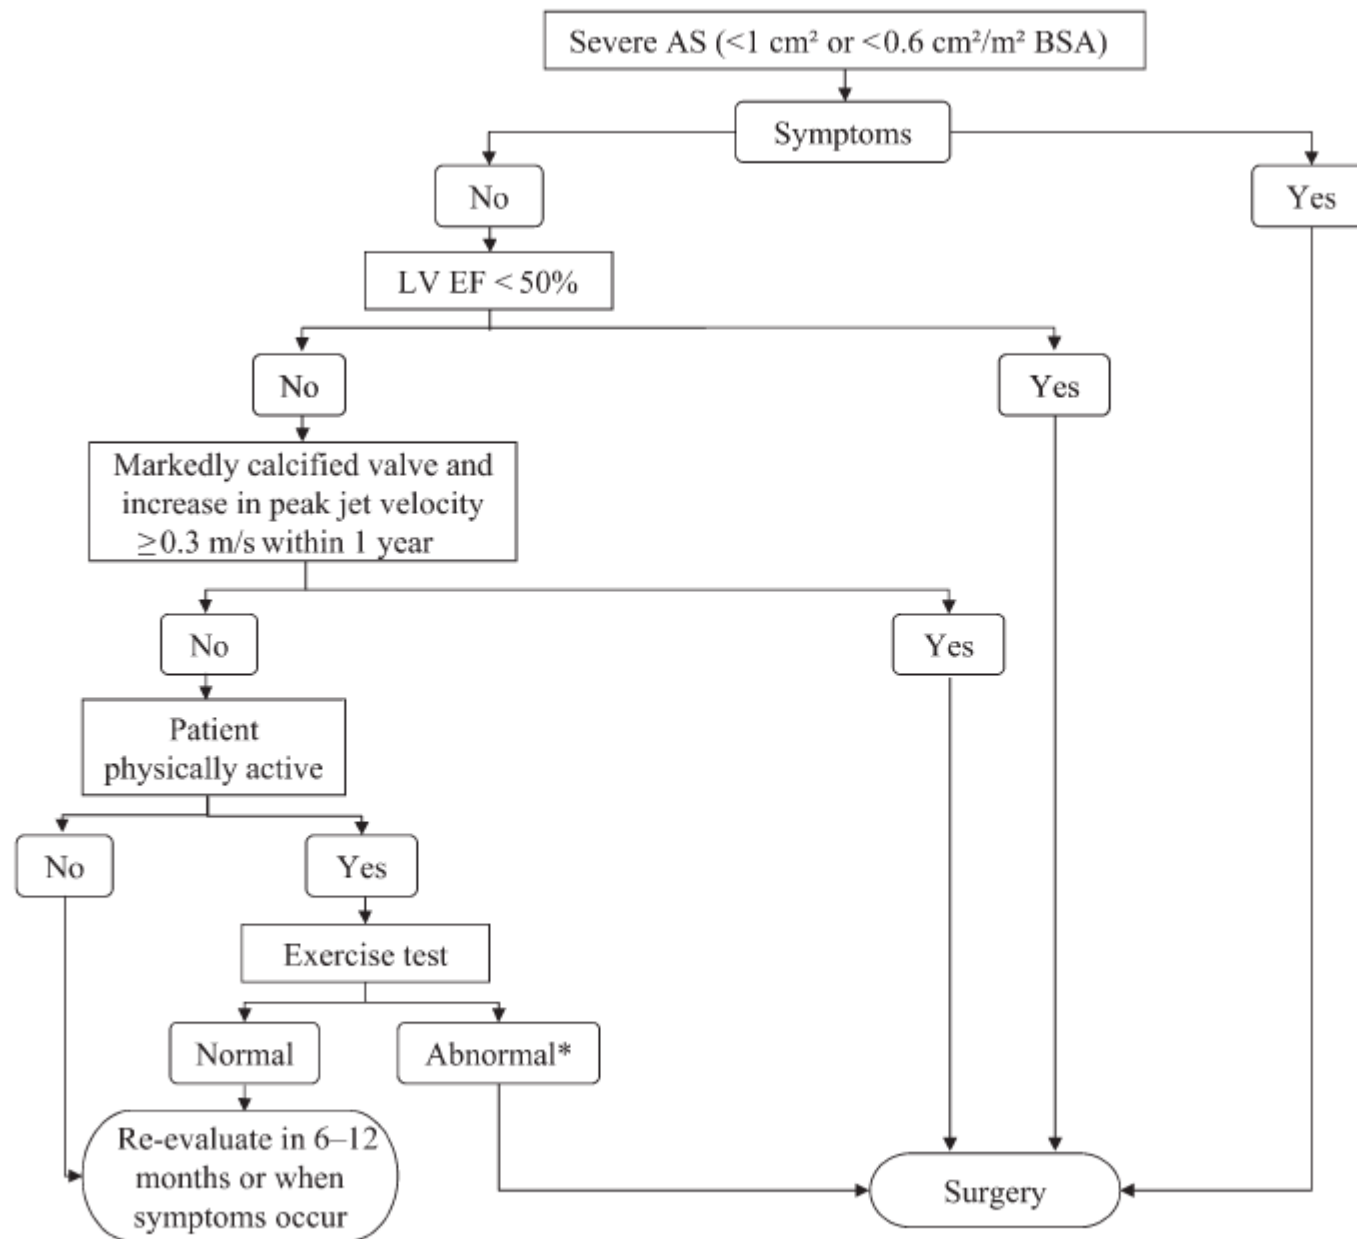 Severe AS (<1 cm² or <0.6 cm²/m² BSA)
Symptoms
No
Yes
LV EF < 50%
No
Yes
Markedly calcified valve and
increase in peak jet velocity
≥0.3 m/s within 1 year
No
Yes
Patient
physically active
No
Yes
Exercise test
Normal
Abnormal*
Re-evaluate in 6–12
months or when
symptoms occur
Surgery